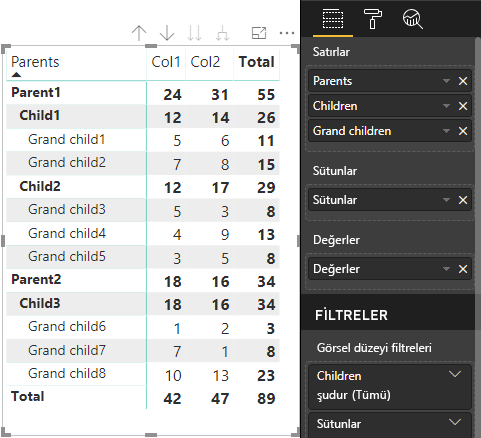 Parents Col1 Col2 Total
Parent1 24 31 55
Child1 12 14 26
Grand child1 5 6 11
Grand child2 7 8 15
Child2 12 17 29
Grand child3 5 3 8
Grand child4 4 9 13
Grand child5 3 5 8
Parent2 18 16 34
Child3 18 16 34
Grand child6 1 2 3
Grand child7 7 1 8
Grand child8 10 13 23
Total 42 47 89
Satırlar
Parents
Children
Grand children
Sütunlar
Sütunlar
Değerler
Değerler
FİLTRELER
Görsel düzeyi filtreleri
Children
şudur (Tümü)
Sütunlar